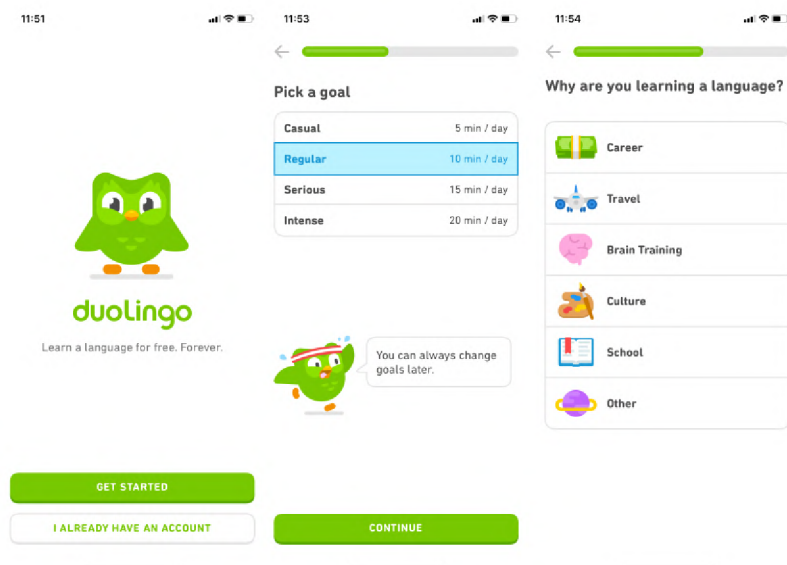 11:51
duolingo
Learn a language for free. Forever.
GET STARTED
I ALREADY HAVE AN ACCOUNT
11:53
Pick a goal
Casual 5 min / day
Regular 10 min / day
Serious 15 min / day
Intense 20 min / day
You can always change
goals later.
CONTINUE
11:54
Why are you learning a language?
Career
Travel
Brain Training
Culture
School
Other